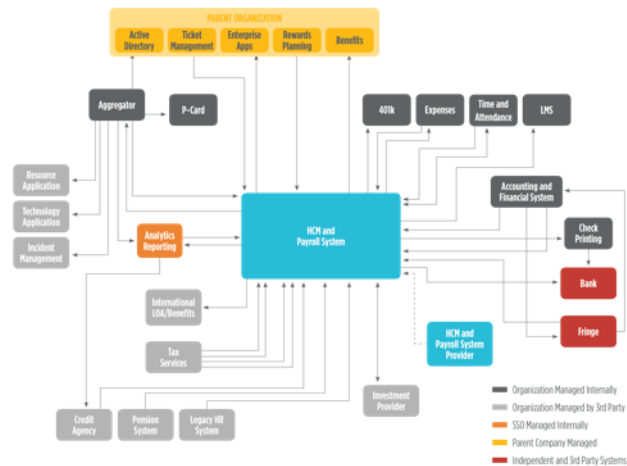 PARENT ORGANIZATION
Active
Directory
Ticket
Management
Enterprise
Apps
Rewards
Planning
Benefits
Aggregator
P-Card
401k
Expenses
Time and
Attendance
LMS
Resource
Application
Technology
Application
Incident
Management
Analytics
Reporting
HCM and
Payroll System
Accounting and
Financial System
Check
Printing
Bank
Fringe
International
LOA/Benefits
Tax
Services
HCM and
Payroll System
Provider
Credit
Agency
Pension
System
Legacy HR
System
Investment
Provider
Organization Managed Internally
Organization Managed by 3rd Party
SSO Managed Internally
Parent Company Managed
Independent and 3rd Party Systems